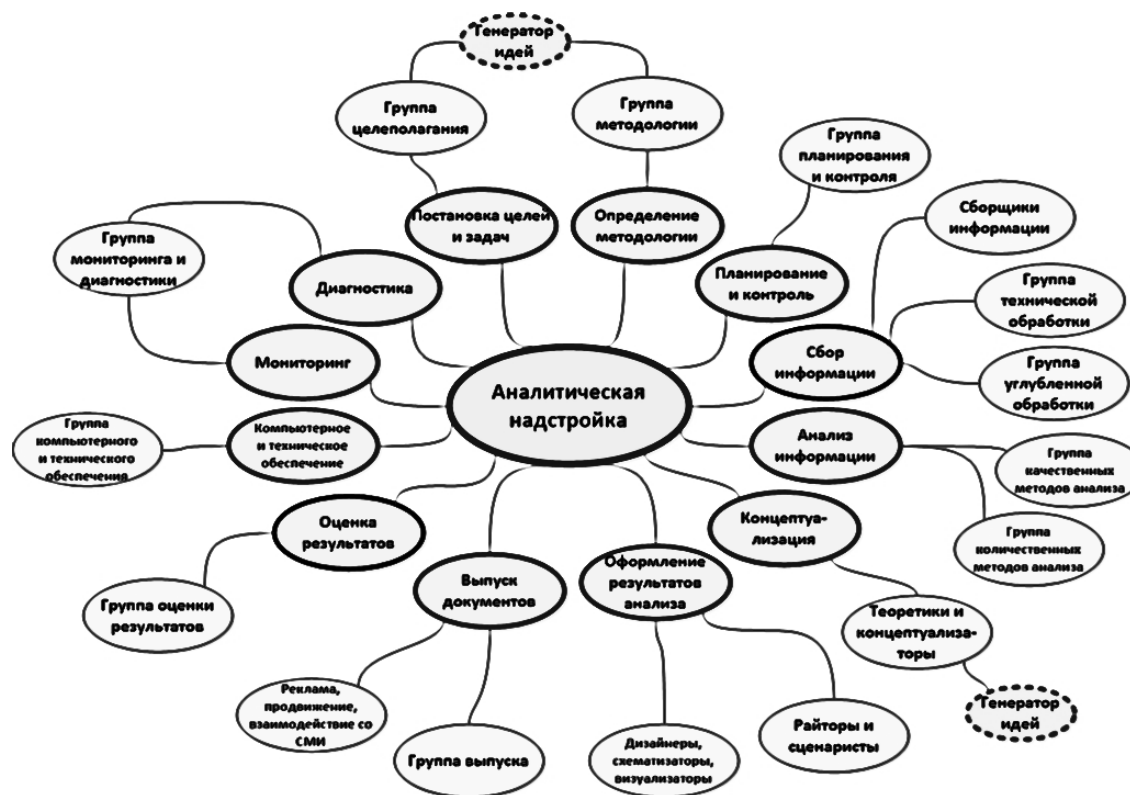 Генератор
идей
Группа
целеполагания
Группа
методологии
Группа
планирования
и контроля
Сборщики
информации
Постановка целей
и задач
Определение
методологии
Группа
мониторинга и
диагностики
Диагностика
Планирование
и контроль
Группа
технической
обработки
Мониторинг
Сбор
информации
Группа
углубленной
обработки
Аналитическая
надстройка
Группа
компьютерного
и технического
обеспечения
Компьютерное
и техническое
обеспечение
Анализ
информации
Группа
качественных
методов анализа
Оценка
результатов
Концептуа-
лизация
Группа
количественных
методов анализа
Выпуск
документов
Оформление
результатов
анализа
Группа оценки
результатов
Теоретики и
концептуализа-
торы
Реклама,
продвижение,
взаимодействие со
СМИ
Группа выпуска
Дизайнеры,
схематизаторы,
визуализаторы
Райторы и
сценаристы
Генератор
идей